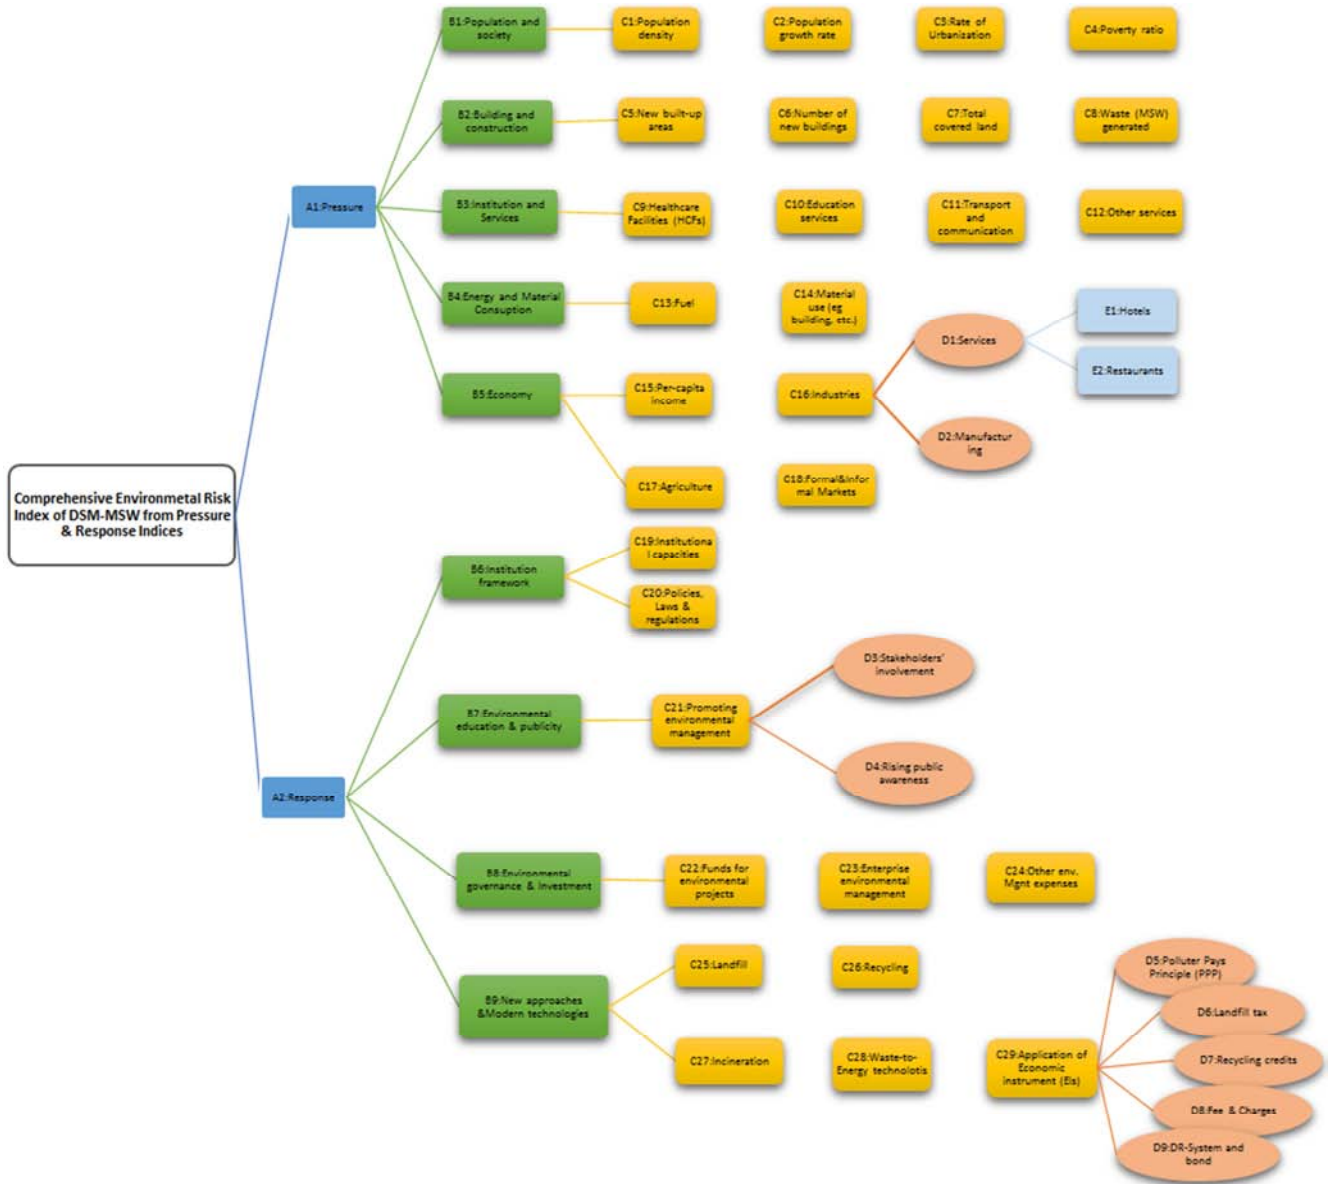 B1:Population and
society
C1:Population
density
C2:Population
growth rate
C3:Rate of
Urbanization
C4:Poverty ratio
B2:Building and
construction
C5:New built-up
areas
C6:Number of
new buildings
C7:Total
covered land
C8:Waste (MSW)
generated
A1:Pressure
B3:Institution and
Services
C9:Healthcare
Facilities (HCFs)
C10:Education
services
C11:Transport
and
communication
C12:Other services
B4:Energy and Material
Consuption
C13:Fuel
C14:Material
use (eg
building, etc.)
D1:Services
E1:Hotels
E2:Restaurants
B5:Economy
C15:Per-capita
income
C16:Industries
D2:Manufactur
ing
C17:Agriculture
C18:Formal&Infor
mal Markets
Comprehensive Environmetal Risk
Index of DSM-MSW from Pressure
& Response Indices
B6:Institution
framework
C19:Institutiona
l capacities
C20:Policies,
Laws &
regulations
B7:Environmental
education & publicity
C21:Promoting
environmental
management
D3:Stakeholders'
involvement
D4:Rising public
awareness
A2:Response
B8:Environmental
governance & Investment
C22:Funds for
environmental
projects
C23:Enterprise
environmental
management
C24:Other env.
Mgnt expenses
B9:New approaches
&Modern technologies
C25:Landfill
C26:Recycling
C27:Incineration
C28:Waste-to-
Energy technolotis
C29:Application of
Economic
instrument (EIs)
D5:Polluter Pays
Principle (PPP)
D6:Landfill tax
D7:Recycling credits
D8:Fee & Charges
D9:DR-System and
bond